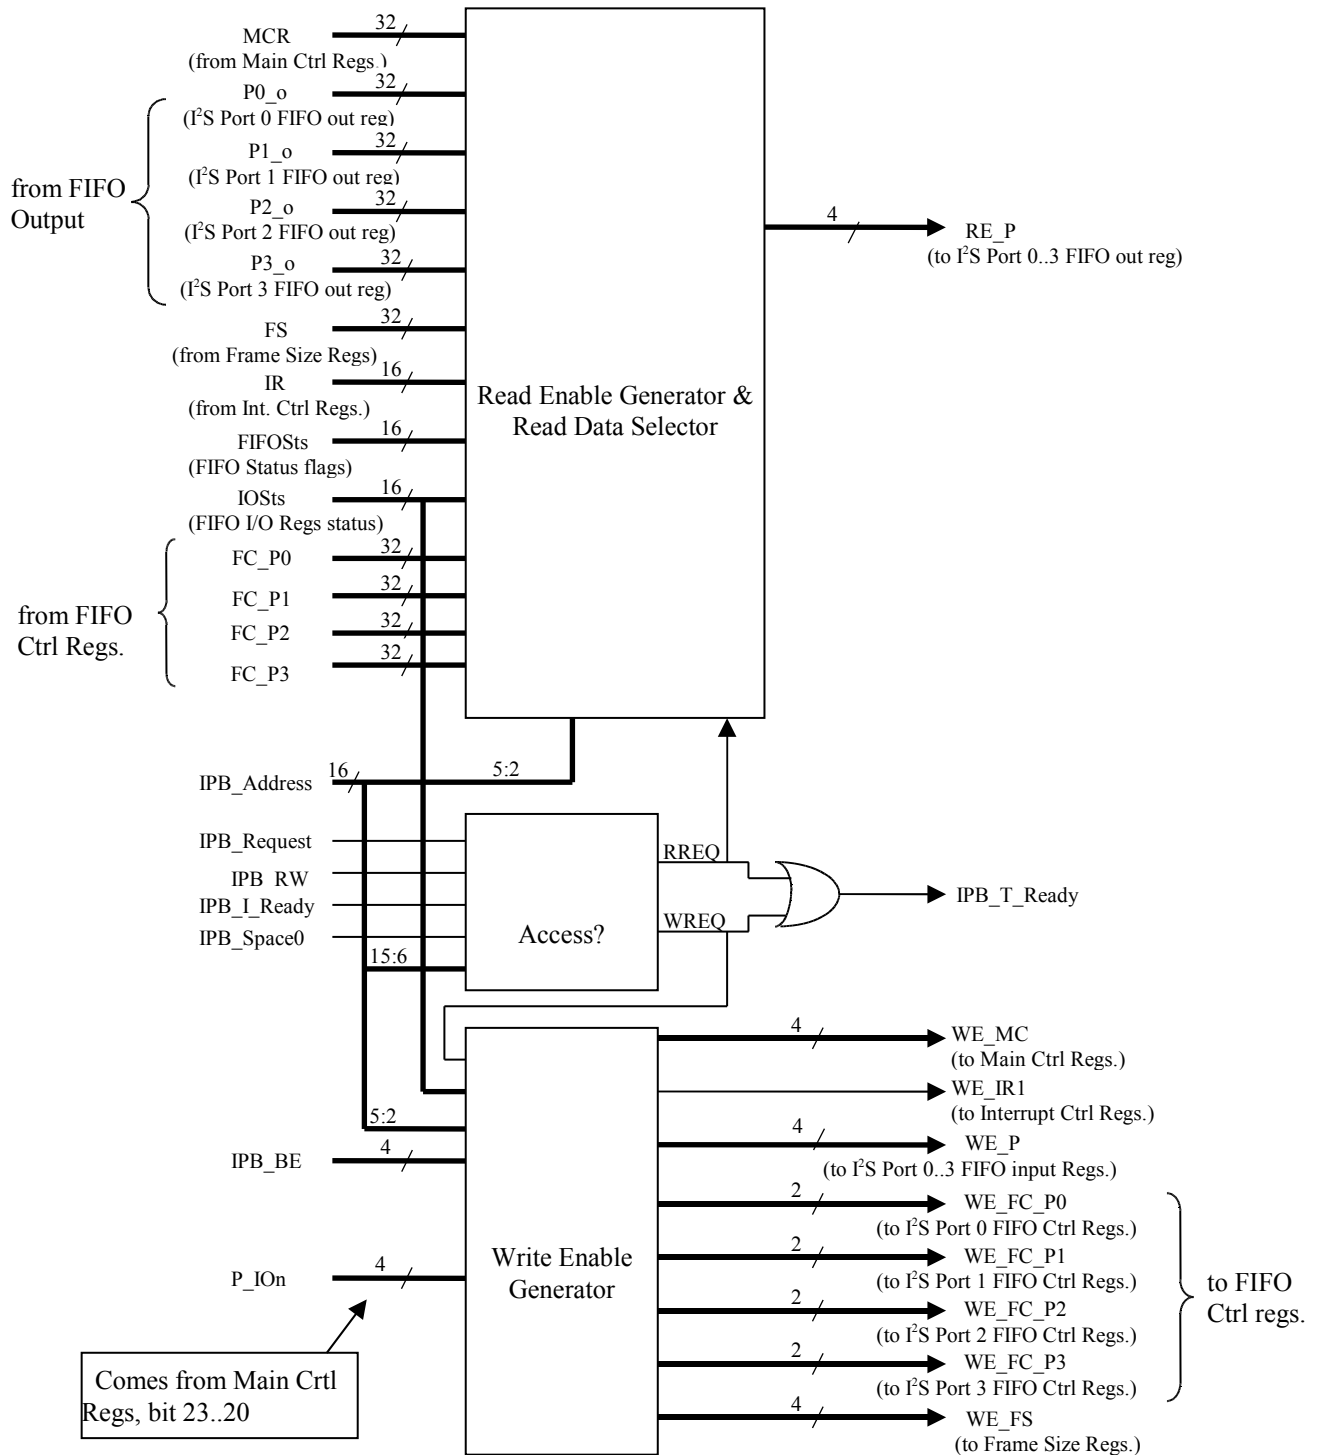 32
MCR
(from Main Ctrl Regs.)
32
P0_o
(I²S Port 0 FIFO out reg)
32
P1_o
(I²S Port 1 FIFO out reg)
from FIFO
Output
32
P2_o
(I²S Port 2 FIFO out reg)
32
P3_o
(I²S Port 3 FIFO out reg)
32
FS
(from Frame Size Regs)
16
IR
(from Int. Ctrl Regs.)
16
FIFOSts
(FIFO Status flags)
16
IOSts
(FIFO I/O Regs status)
32
FC_P0
32
FC_P1
from FIFO
Ctrl Regs.
32
FC_P2
32
FC_P3
Read Enable Generator &
Read Data Selector
4
RE_P
(to I²S Port 0..3 FIFO out reg)
IPB_Address
16
5:2
IPB_Request
IPB_RW
IPB_I_Ready
IPB_Space0
15:6
Access?
RREQ
WREQ
IPB_T_Ready
5:2
IPB_BE
4
P_IOn
4
Comes from Main Crtl
Regs, bit 23..20
Write Enable
Generator
4
WE_MC
(to Main Ctrl Regs.)
WE_IR1
(to Interrupt Ctrl Regs.)
4
WE_P
(to I²S Port 0..3 FIFO input Regs.)
2
WE_FC_P0
(to I²S Port 0 FIFO Ctrl Regs.)
2
WE_FC_P1
(to I²S Port 1 FIFO Ctrl Regs.)
2
WE_FC_P2
(to I²S Port 2 FIFO Ctrl Regs.)
2
WE_FC_P3
(to I²S Port 3 FIFO Ctrl Regs.)
to FIFO
Ctrl regs.
4
WE_FS
(to Frame Size Regs.)